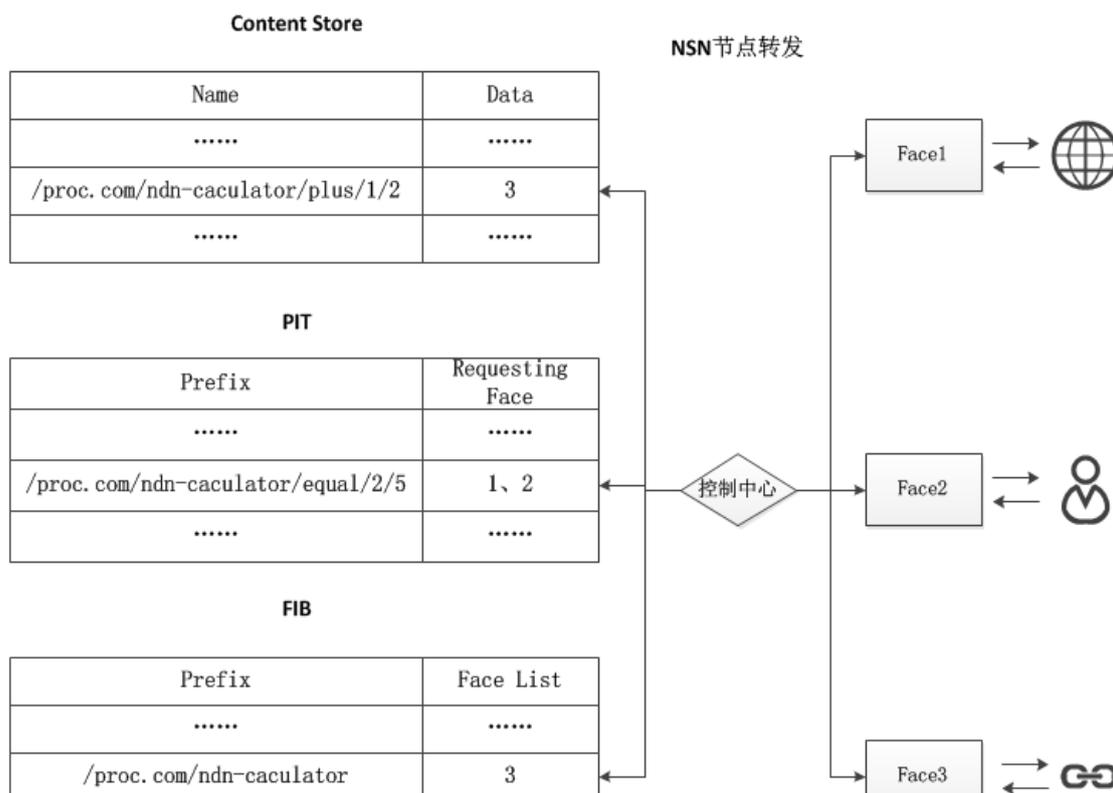 Content Store
NSN节点转发
Name Data
…… ……
/proc.com/ndn-caculator/plus/1/2 3
…… ……
PIT
Prefix Requesting
Face
…… ……
/proc.com/ndn-caculator/equal/2/5 1、2
…… ……
FIB
Prefix Face List
…… ……
/proc.com/ndn-caculator 3
控制中心
Face1
Face2
Face3